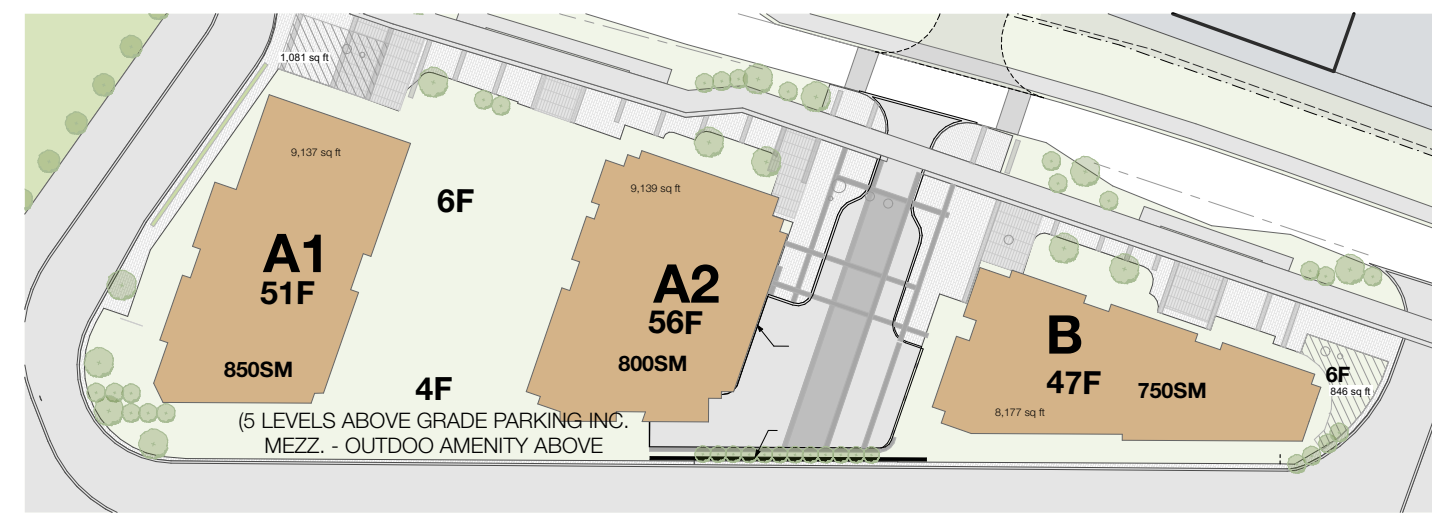 1,081 sq ft
9,137 sq ft
A1
51F
850SM
6F
4F
(5 LEVELS ABOVE GRADE PARKING INC.
MEZZ. - OUTDOO AMENITY ABOVE
9,139 sq ft
A2
56F
800SM
B
47F
750SM
8,177 sq ft
6F
846 sq ft